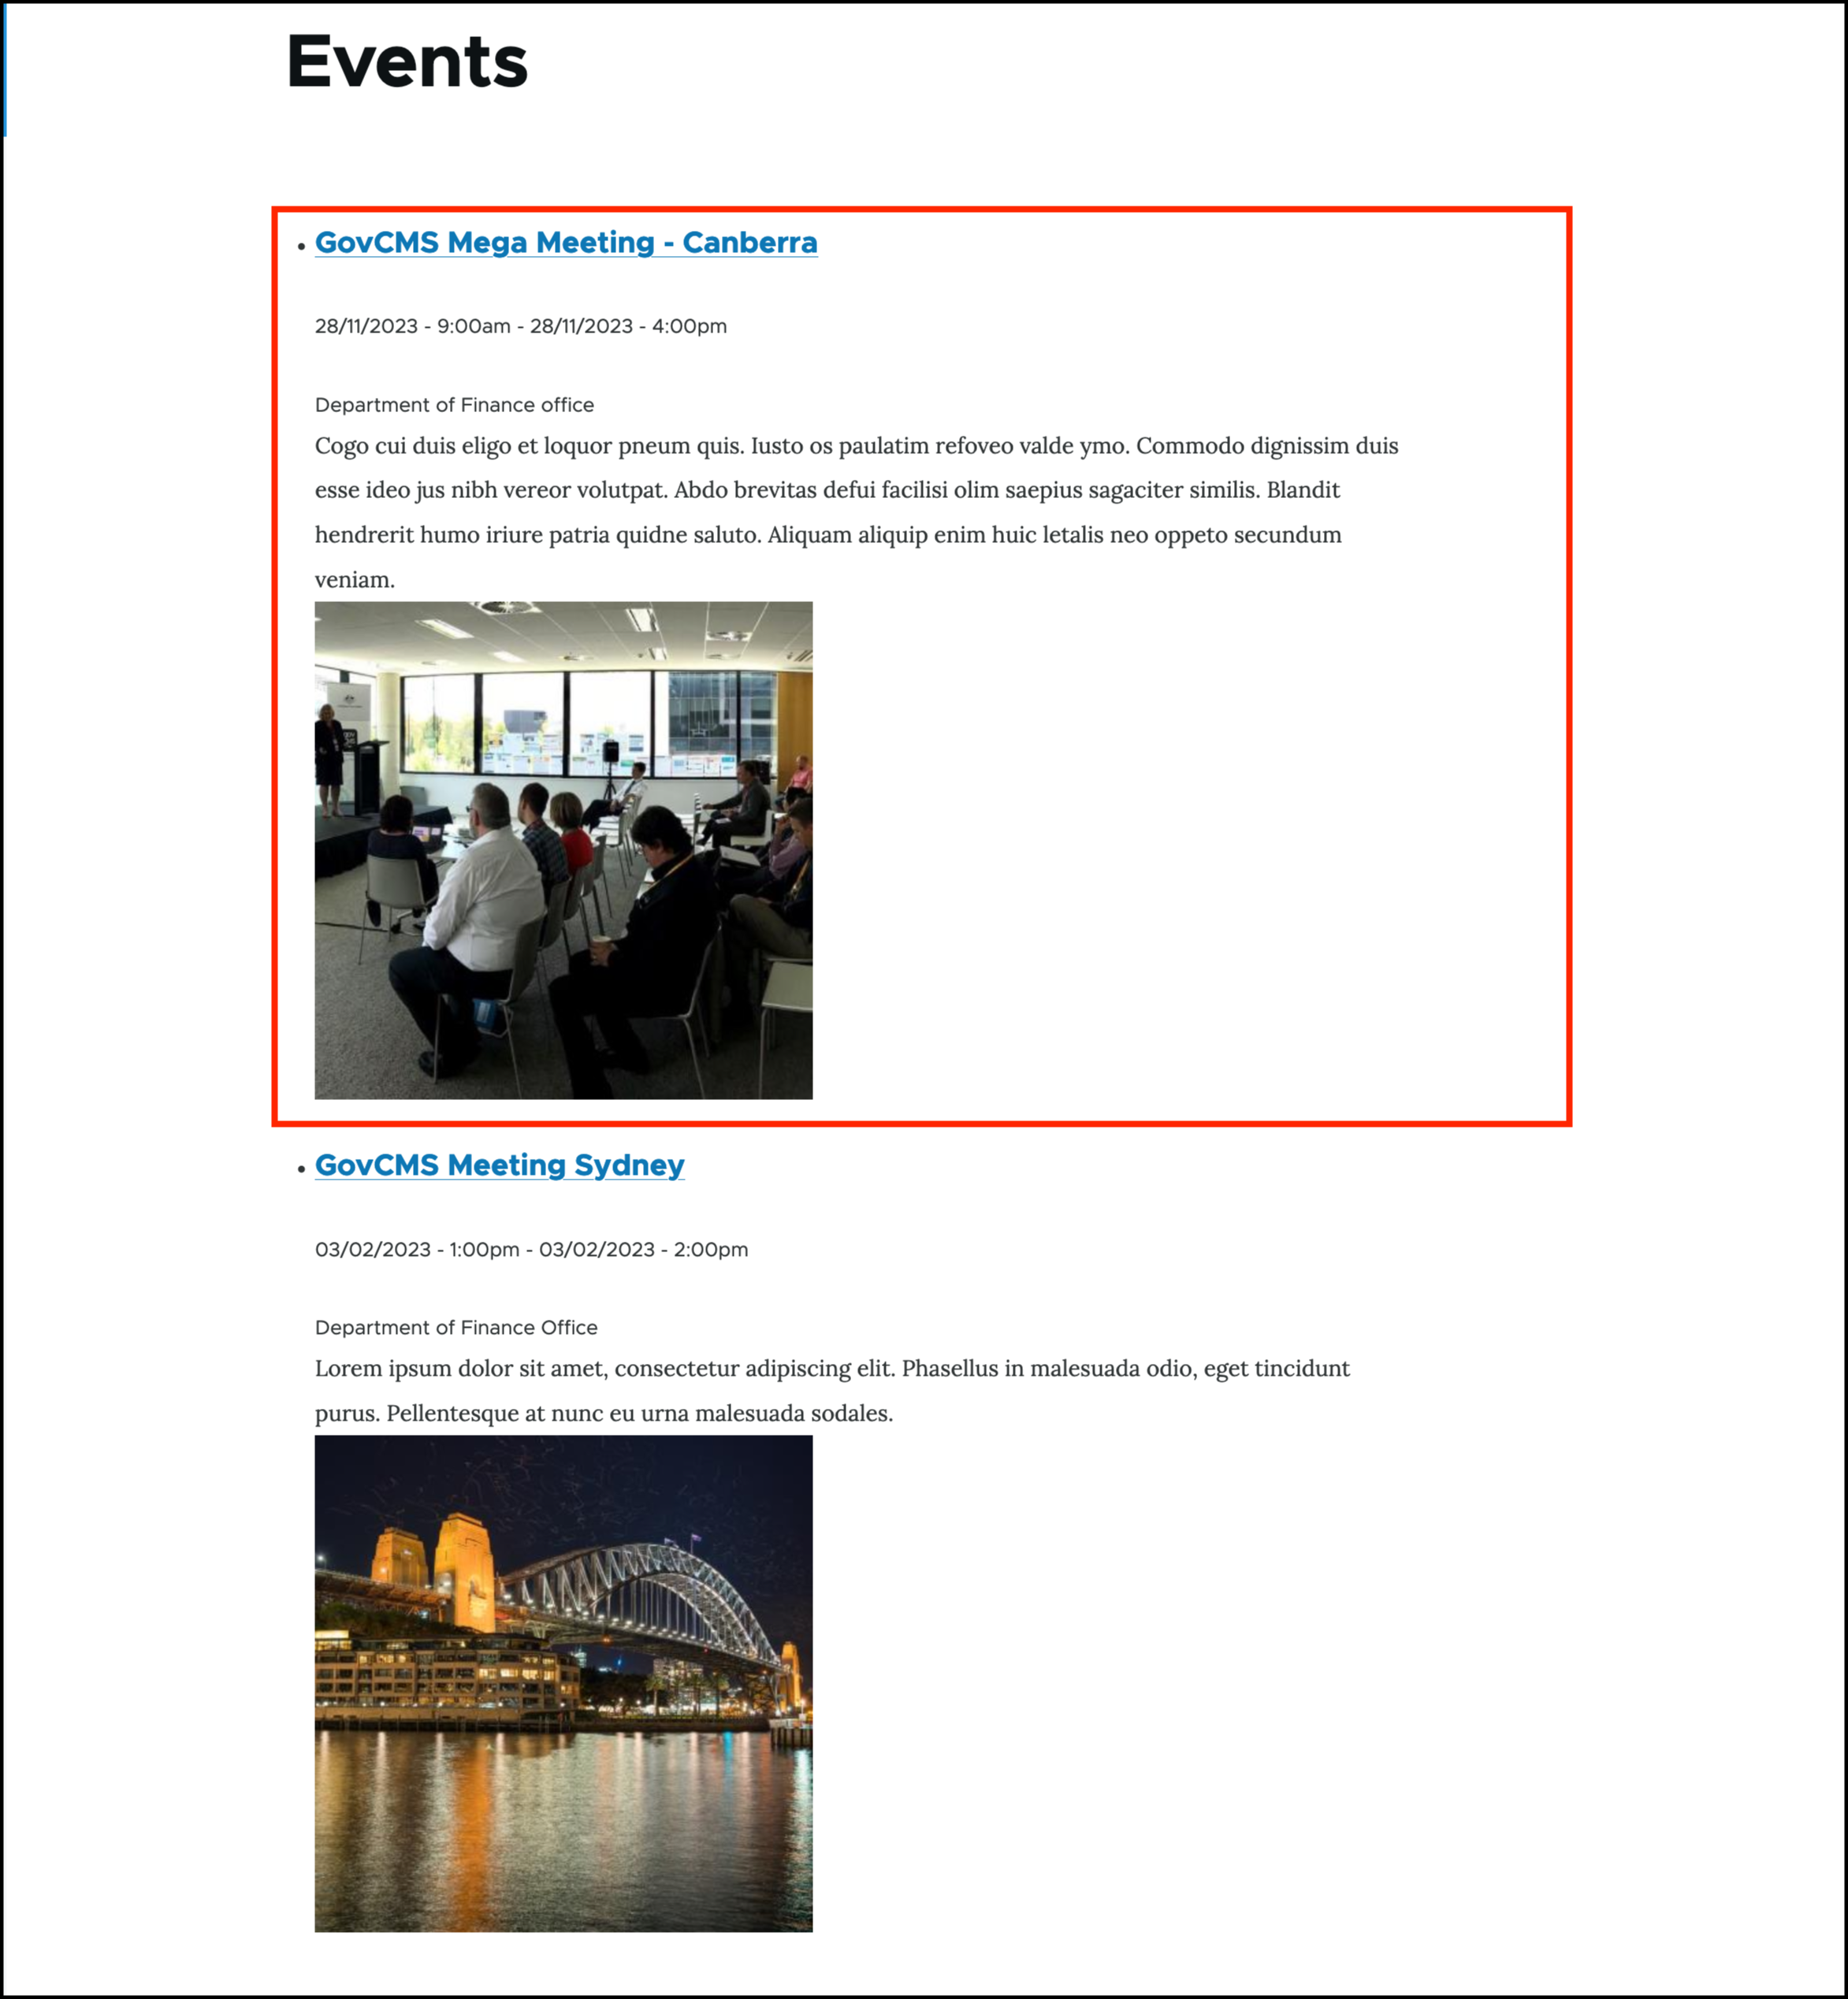 Events
GovCMS Mega Meeting - Canberra
28/11/2023 - 9:00am - 28/11/2023 - 4:00pm
Department of Finance office
Cogo cui duis eligo et loquor pneum quis. Iusto os paulatim refoveo valde ymo. Commodo dignissim duis
esse ideo jus nibh vereor volutpat. Abdo brevitas defui facilisi olim saepius sagaciter similis. Blandit
hendrerit humo iriure patria quidne saluto. Aliquam aliquip enim huic letalis neo oppeto secundum
veniam.
GovCMS Meeting Sydney
03/02/2023 - 1:00pm - 03/02/2023 - 2:00pm
Department of Finance Office
Lorem ipsum dolor sit amet, consectetur adipiscing elit. Phasellus in malesuada odio, eget tincidunt
purus. Pellentesque at nunc eu urna malesuada sodales.